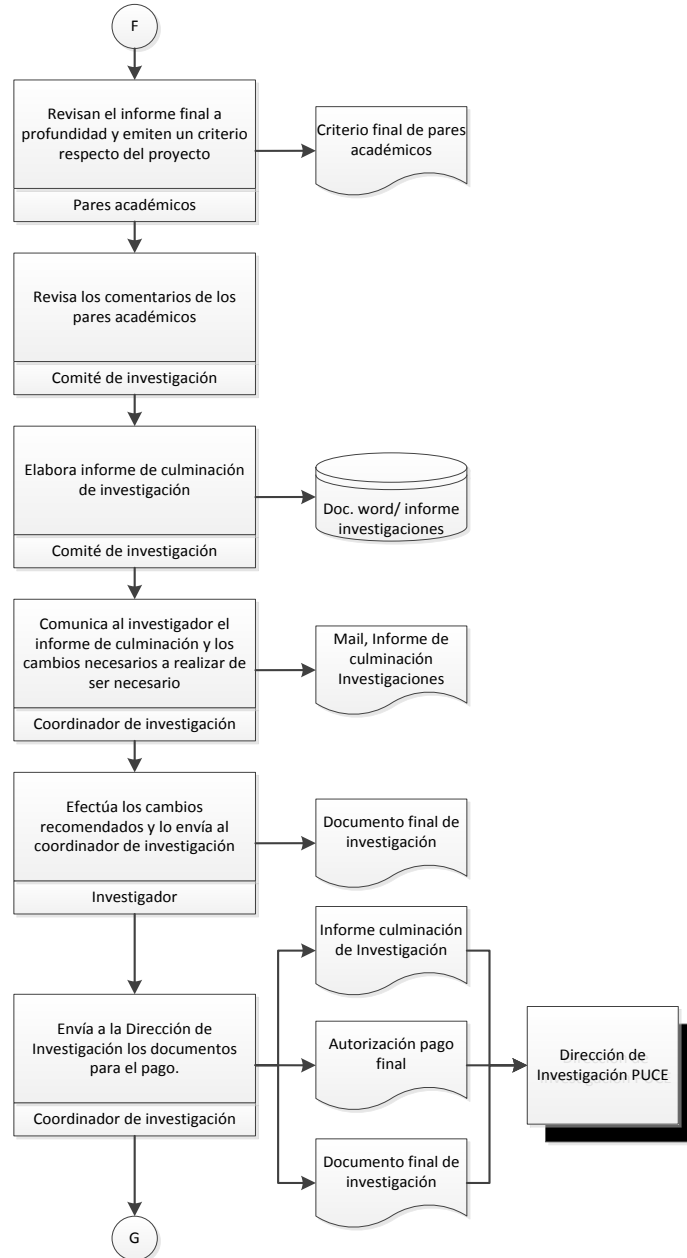 F
Revisan el informe final a
profundidad y emiten un criterio
respecto del proyecto
Pares académicos
Criterio final de pares
académicos
Revisa los comentarios de los
pares académicos
Comité de investigación
Elabora informe de culminación
de investigación
Comité de investigación
Doc. word/ informe
investigaciones
Comunica al investigador el
informe de culminación y los
cambios necesarios a realizar de
ser necesario
Coordinador de investigación
Mail, Informe de
culminación
Investigaciones
Efectúa los cambios
recomendados y lo envía al
coordinador de investigación
Investigador
Documento final de
investigación
Envía a la Dirección de
Investigación los documentos
para el pago.
Coordinador de investigación
Informe culminación
de Investigación
Autorización pago
final
Documento final de
investigación
Dirección de
Investigación PUCE
G